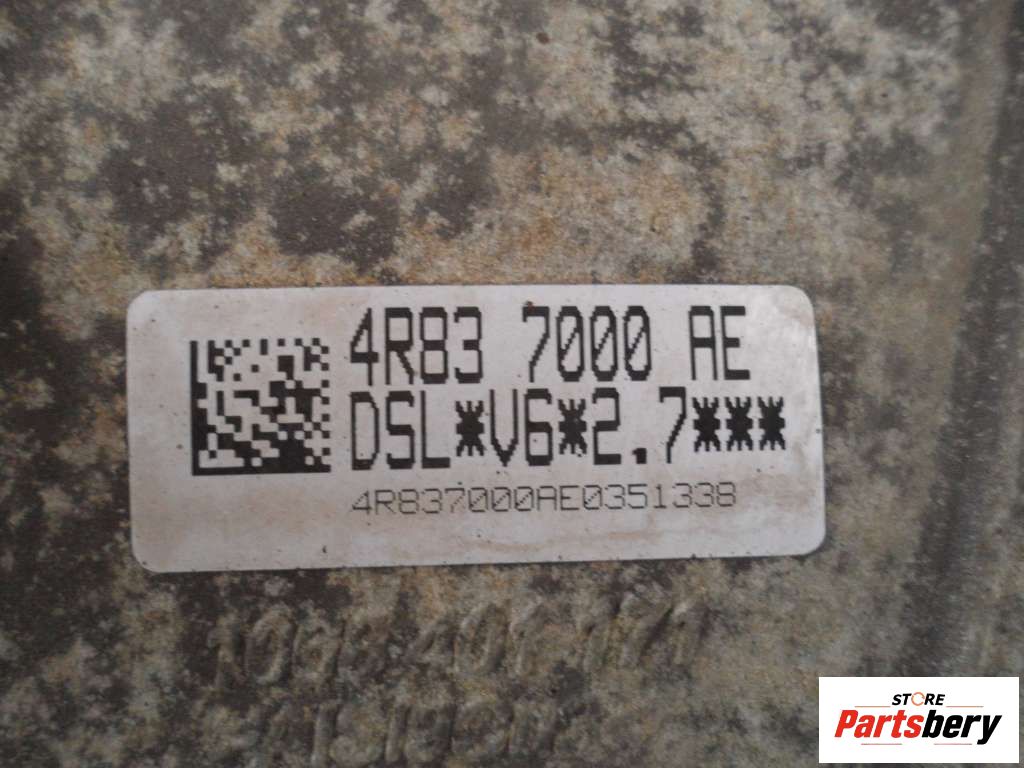 4R83 7000 AE
DSL*V6*2.7***
4R837000AE0351338
STORE
Partsbery